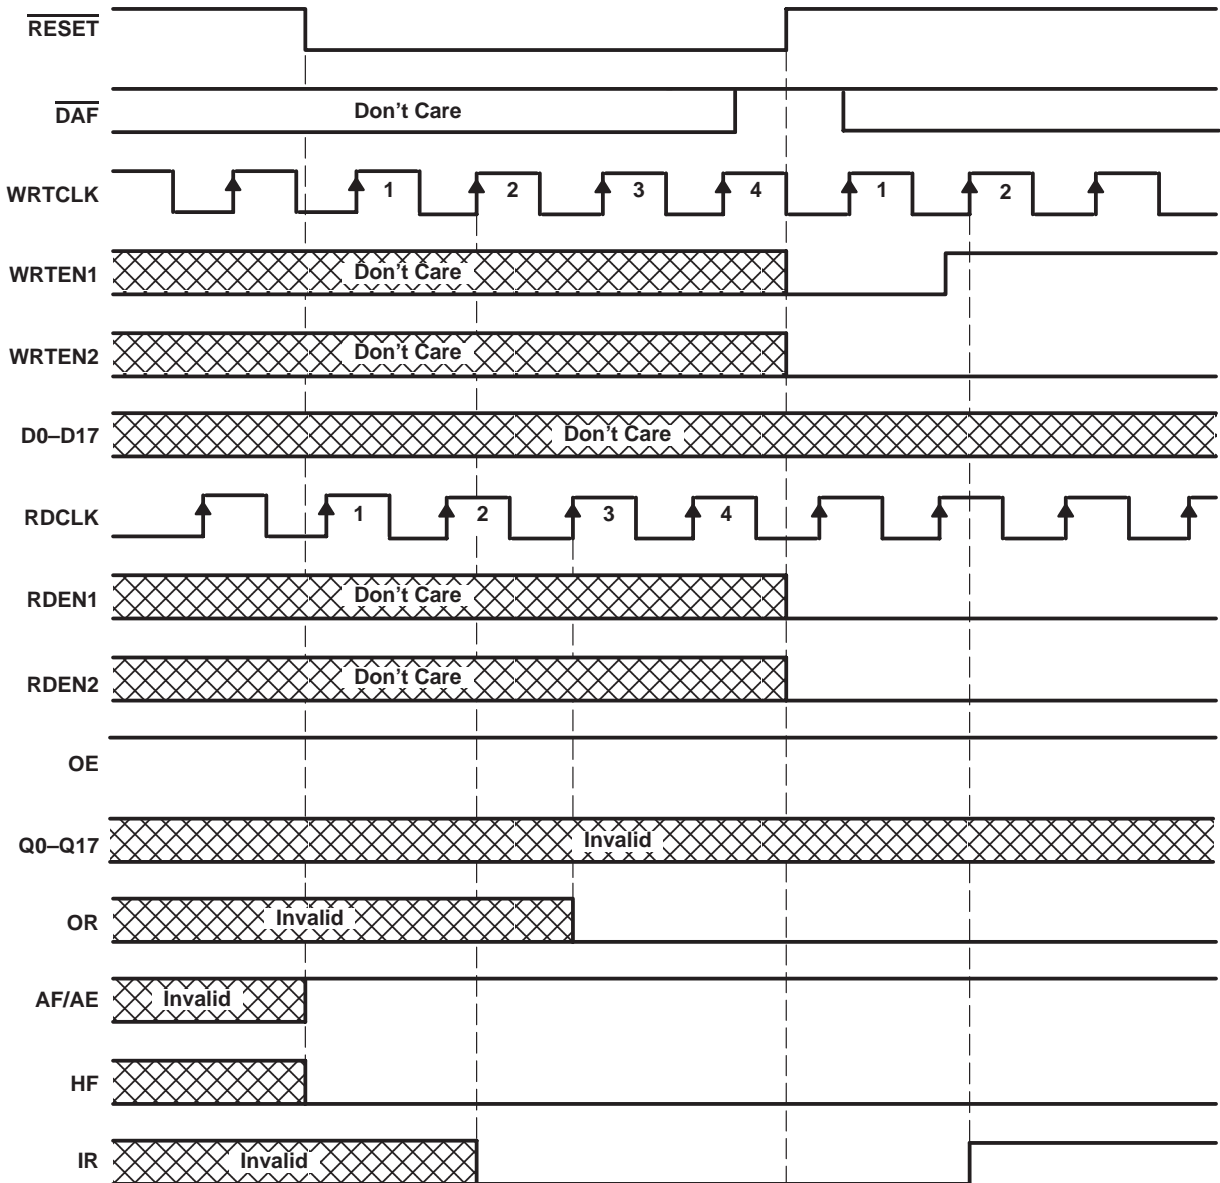 RESET
DAF Don't Care
WRTCLK 1 2 3 4 1 2
WRTEN1 Don't Care
WRTEN2 Don't Care
D0–D17 Don't Care
RDCLK 1 2 3 4
RDEN1 Don't Care
RDEN2 Don't Care
OE
Q0–Q17 Invalid
OR Invalid
AF/AE Invalid
HF
IR Invalid